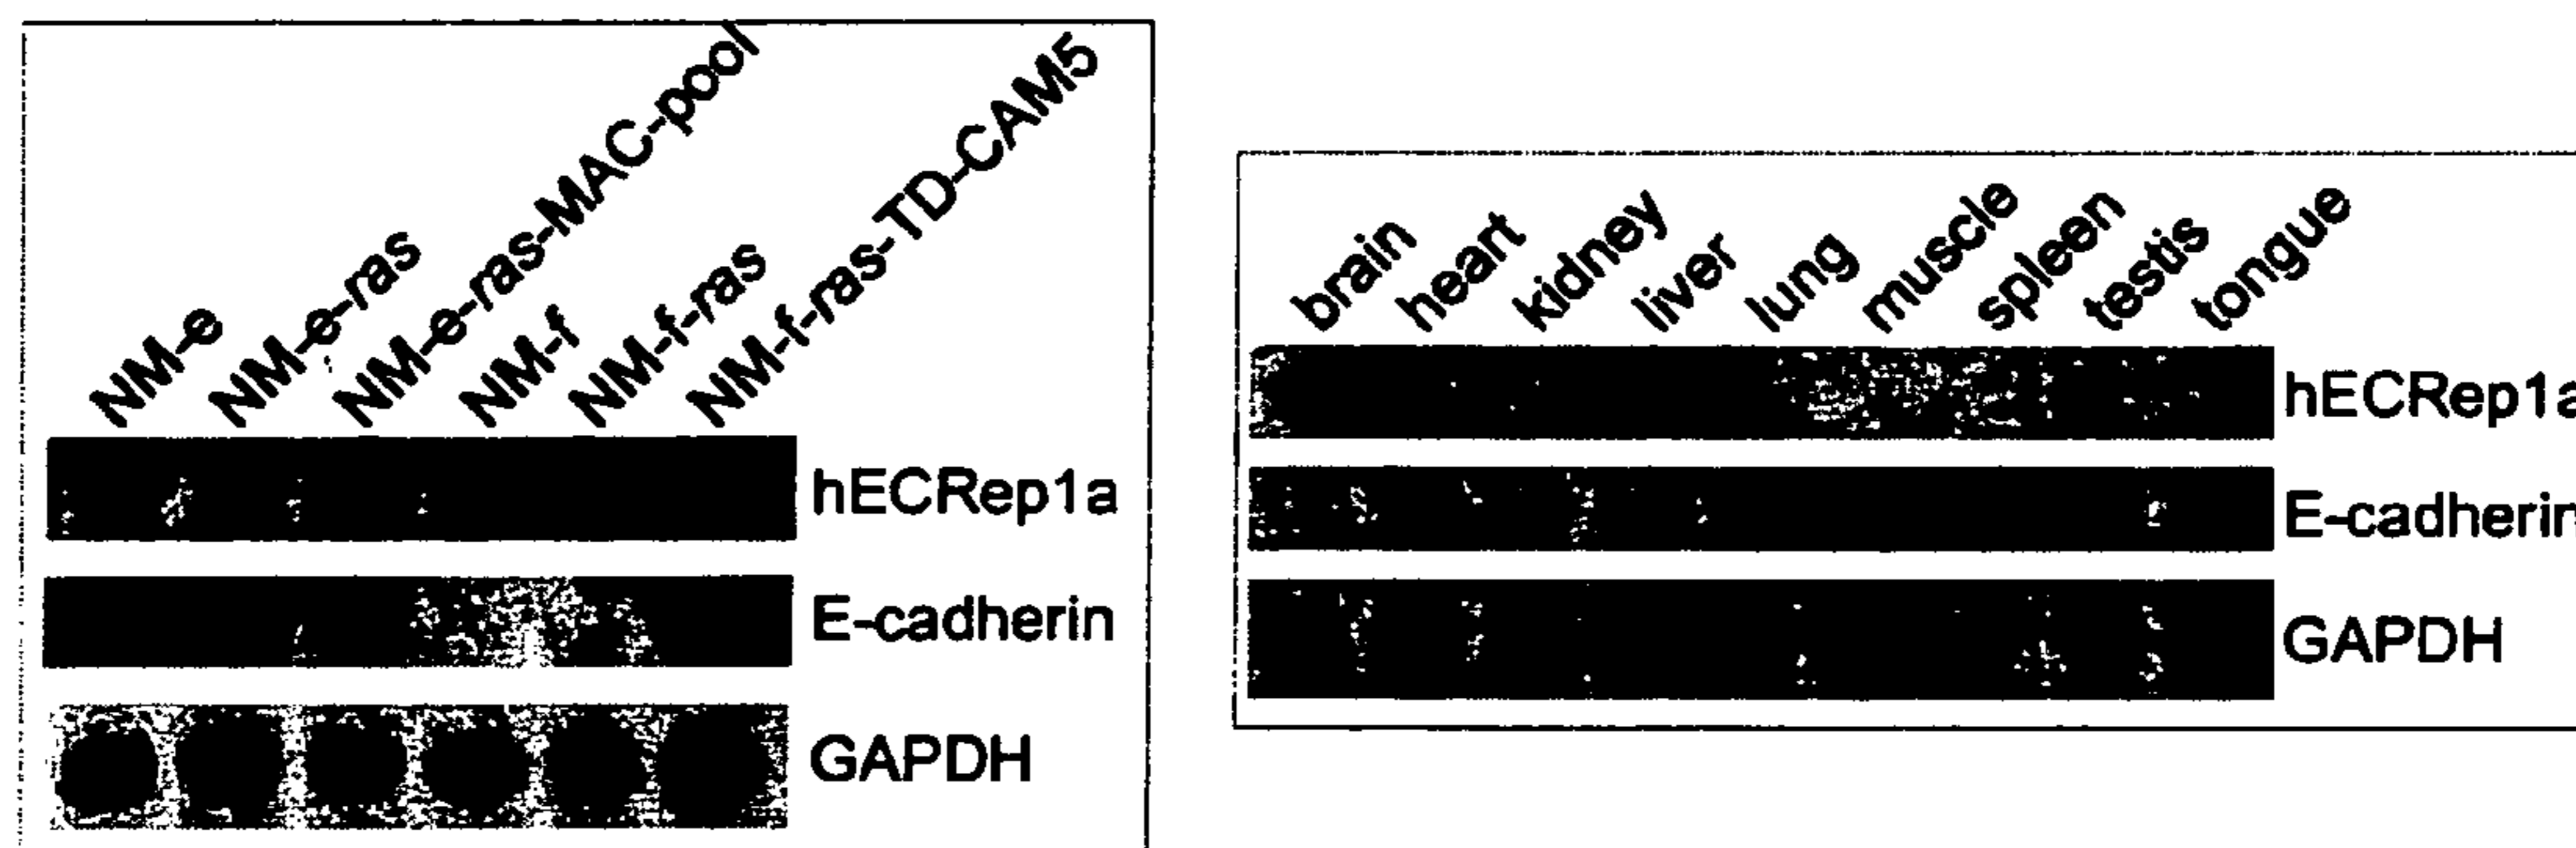 NM-e
NM-e-ras
NM-e-ras-MAC-pool
NM-f
NM-f-ras
NM-f-ras-TD-CAM5
hECRep1a
E-cadherin
GAPDH
brain
heart
kidney
liver
lung
muscle
spleen
testis
tongue
hECRep1a
E-cadherin
GAPDH